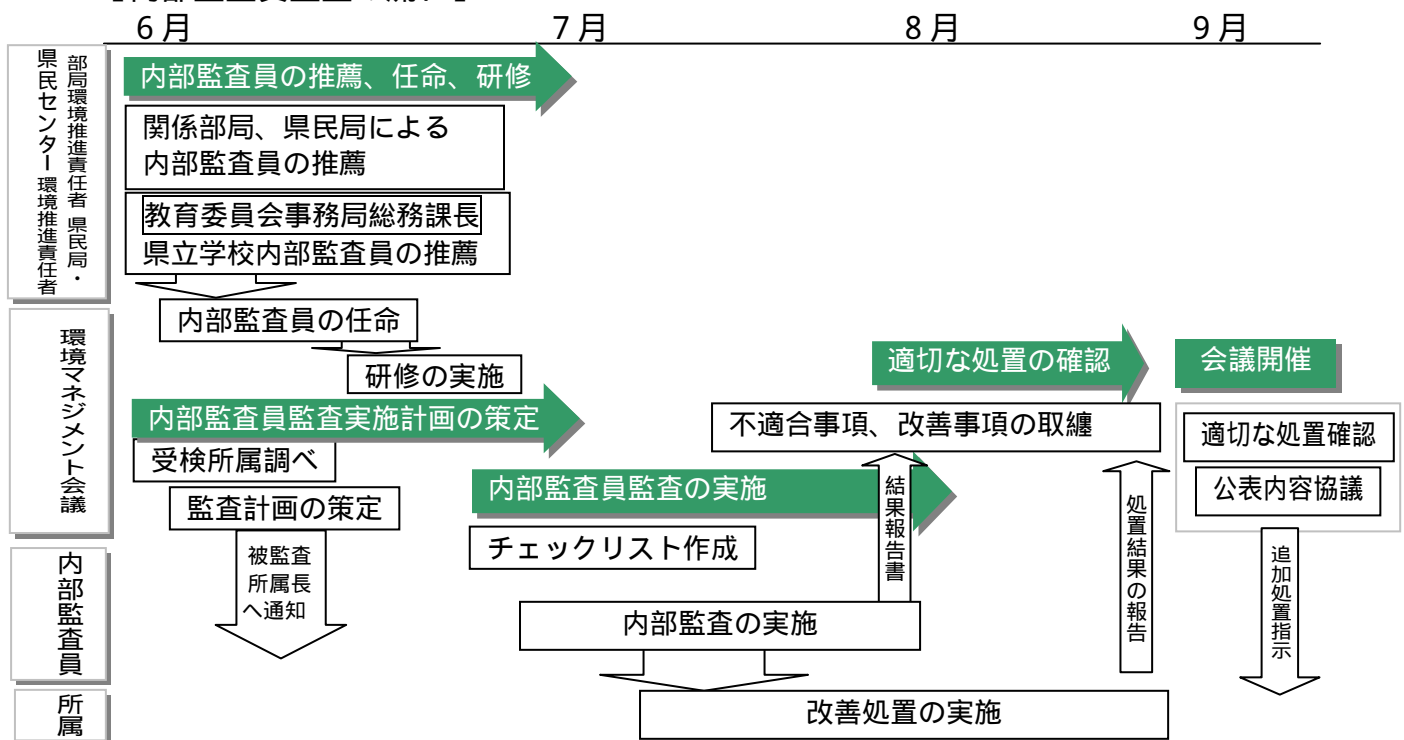 6月
7月
8月
9月
部局環境推進責任者 県民局・
県民センター環境推進責任者
内部監査員の推薦、任命、研修
関係部局、県民局による
内部監査員の推薦
教育委員会事務局総務課長
県立学校内部監査員の推薦
内部監査員の任命
研修の実施
環境マネジメント会議
内部監査員監査実施計画の策定
受検所属調べ
監査計画の策定
被監査
所属長
へ通知
内部監査員監査の実施
チェックリスト作成
適切な処置の確認
不適合事項、改善事項の取纏
結果報告書
処置結果の報告
会議開催
適切な処置確認
公表内容協議
追加処置指示
内部監査員
内部監査の実施
所属
改善処置の実施